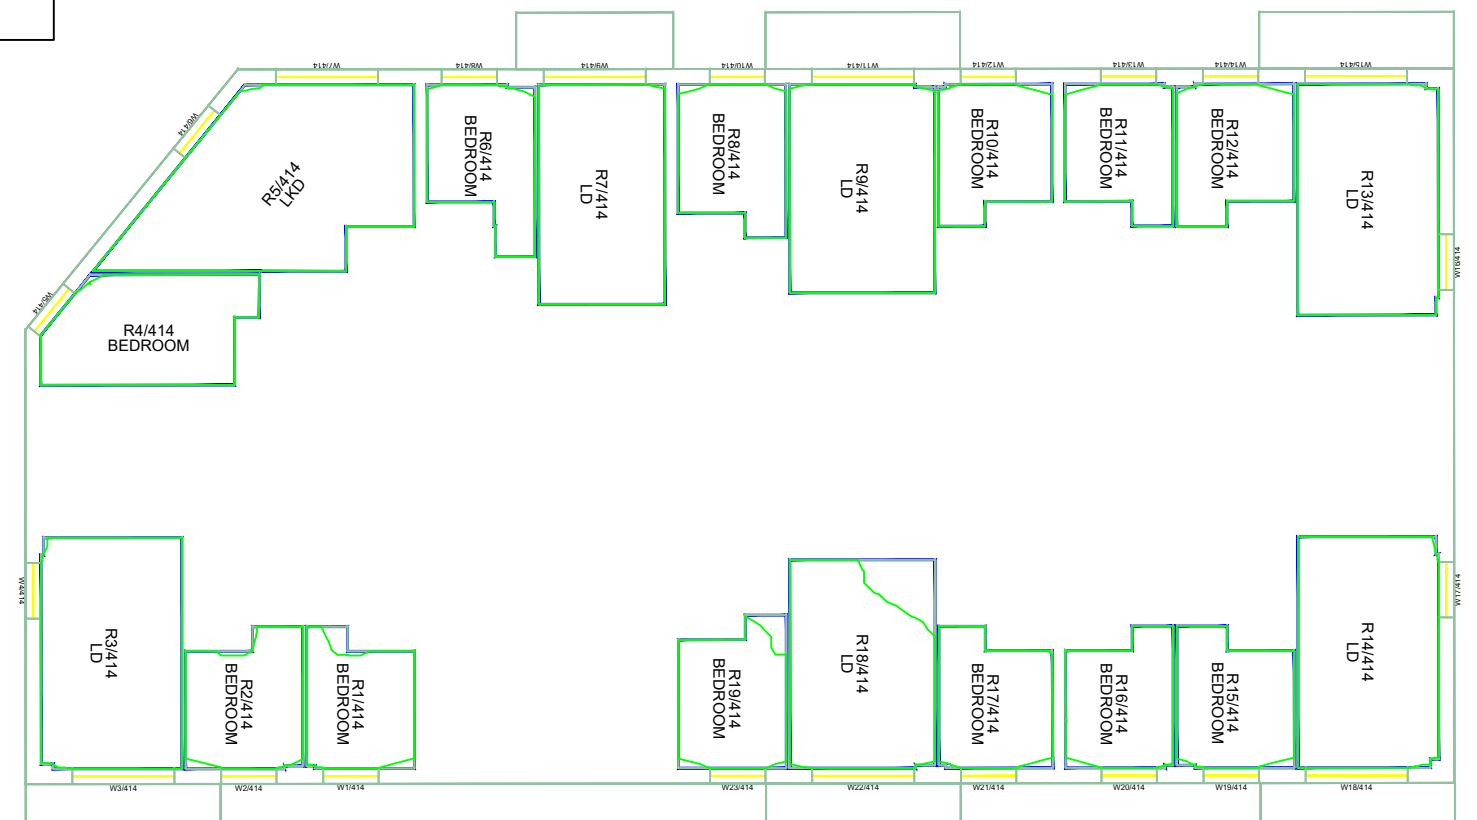 W7/414
W8/414
W9/414
W10/414
W11/414
W12/414
W13/414
W14/414
W15/414
W6/414
R5/414
LKD
R6/414
BEDROOM
R7/414
LD
R8/414
BEDROOM
R9/414
LD
R10/414
BEDROOM
R11/414
BEDROOM
R12/414
BEDROOM
R13/414
LD
W16/414
W5/414
R4/414
BEDROOM
W4/414
R3/414
LD
R2/414
BEDROOM
R1/414
BEDROOM
R19/414
BEDROOM
R18/414
LD
R17/414
BEDROOM
R16/414
BEDROOM
R15/414
BEDROOM
R14/414
LD
W17/414
W3/414
W2/414
W1/414
W23/414
W22/414
W21/414
W20/414
W19/414
W18/414